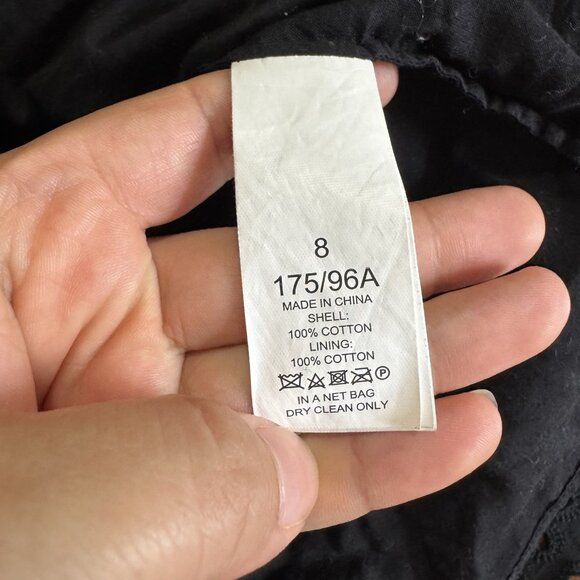 8
175/96A
MADE IN CHINA
SHELL:
100% COTTON
LINING:
100% COTTON
P
IN A NET BAG
DRY CLEAN ONLY